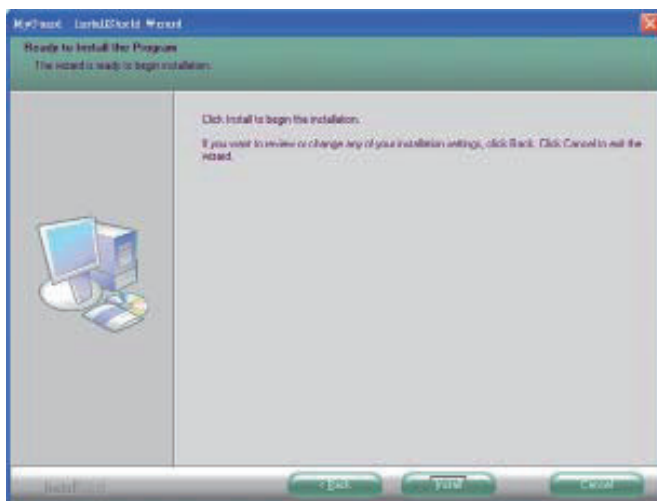 InstallShield Wizard
Ready to Install the Program
The wizard is ready to begin installation.
Click Install to begin the installation.
If you want to review or change any of your installation settings, click Back. Click Cancel to exit the
wizard.
< Back
Install
Cancel